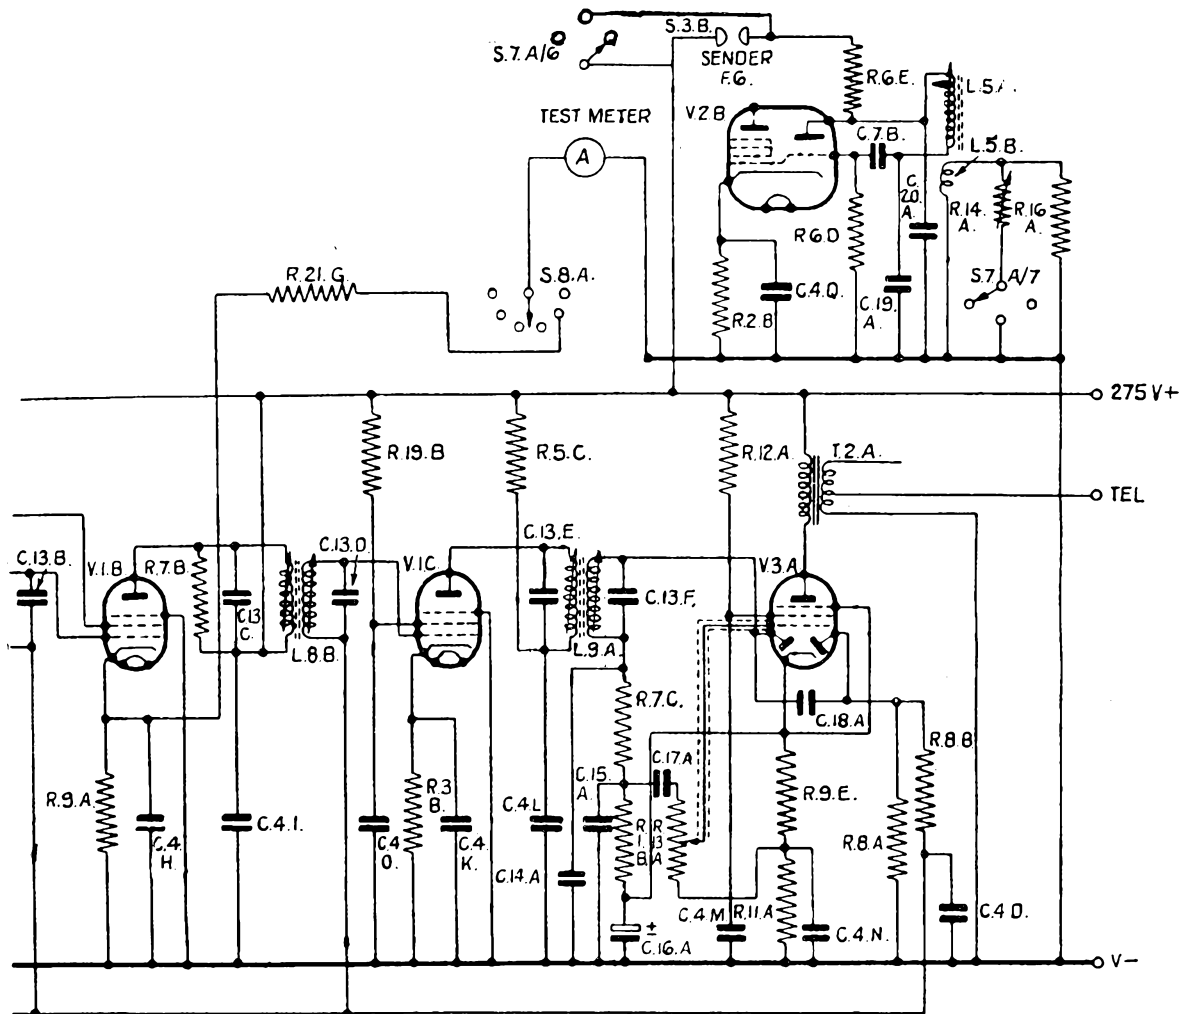 S.3.B.
S.7.A/6
SENDER
F.G.
R.6.E.
TEST METER
V.2.B
A
C.7.B.
L.5.B.
C.
20.
A.
R.14.
A.
R.16
A.
R.6.D
R.21.G.
S.8.A.
C.4.Q.
R.2.B
C.19.
A.
S.7.A/7
275V+
R.19.B
R.5.C.
R.12.A.
T.2.A.
TEL
C.13.B.
V.1.B
R.7.B.
C.13.D.
V.1.C.
C.13.E.
V.3.A
C.13
C.
C.13.F.
L.8.B.
L.9.A.
R.7.C.
C.18.A
R.9.A
C.4.
H.
C.4.I.
C.4
O.
R.3
B.
C.4.
K.
C.4.L
C.15.
A.
C.17.A
R.9.E.
R.8.B
R
1.
B.
R
13
A
R.8.A
C.14.A
C.4.M
R.11.A
C.4.D.
±
C.16.A
C.4.N.
V-